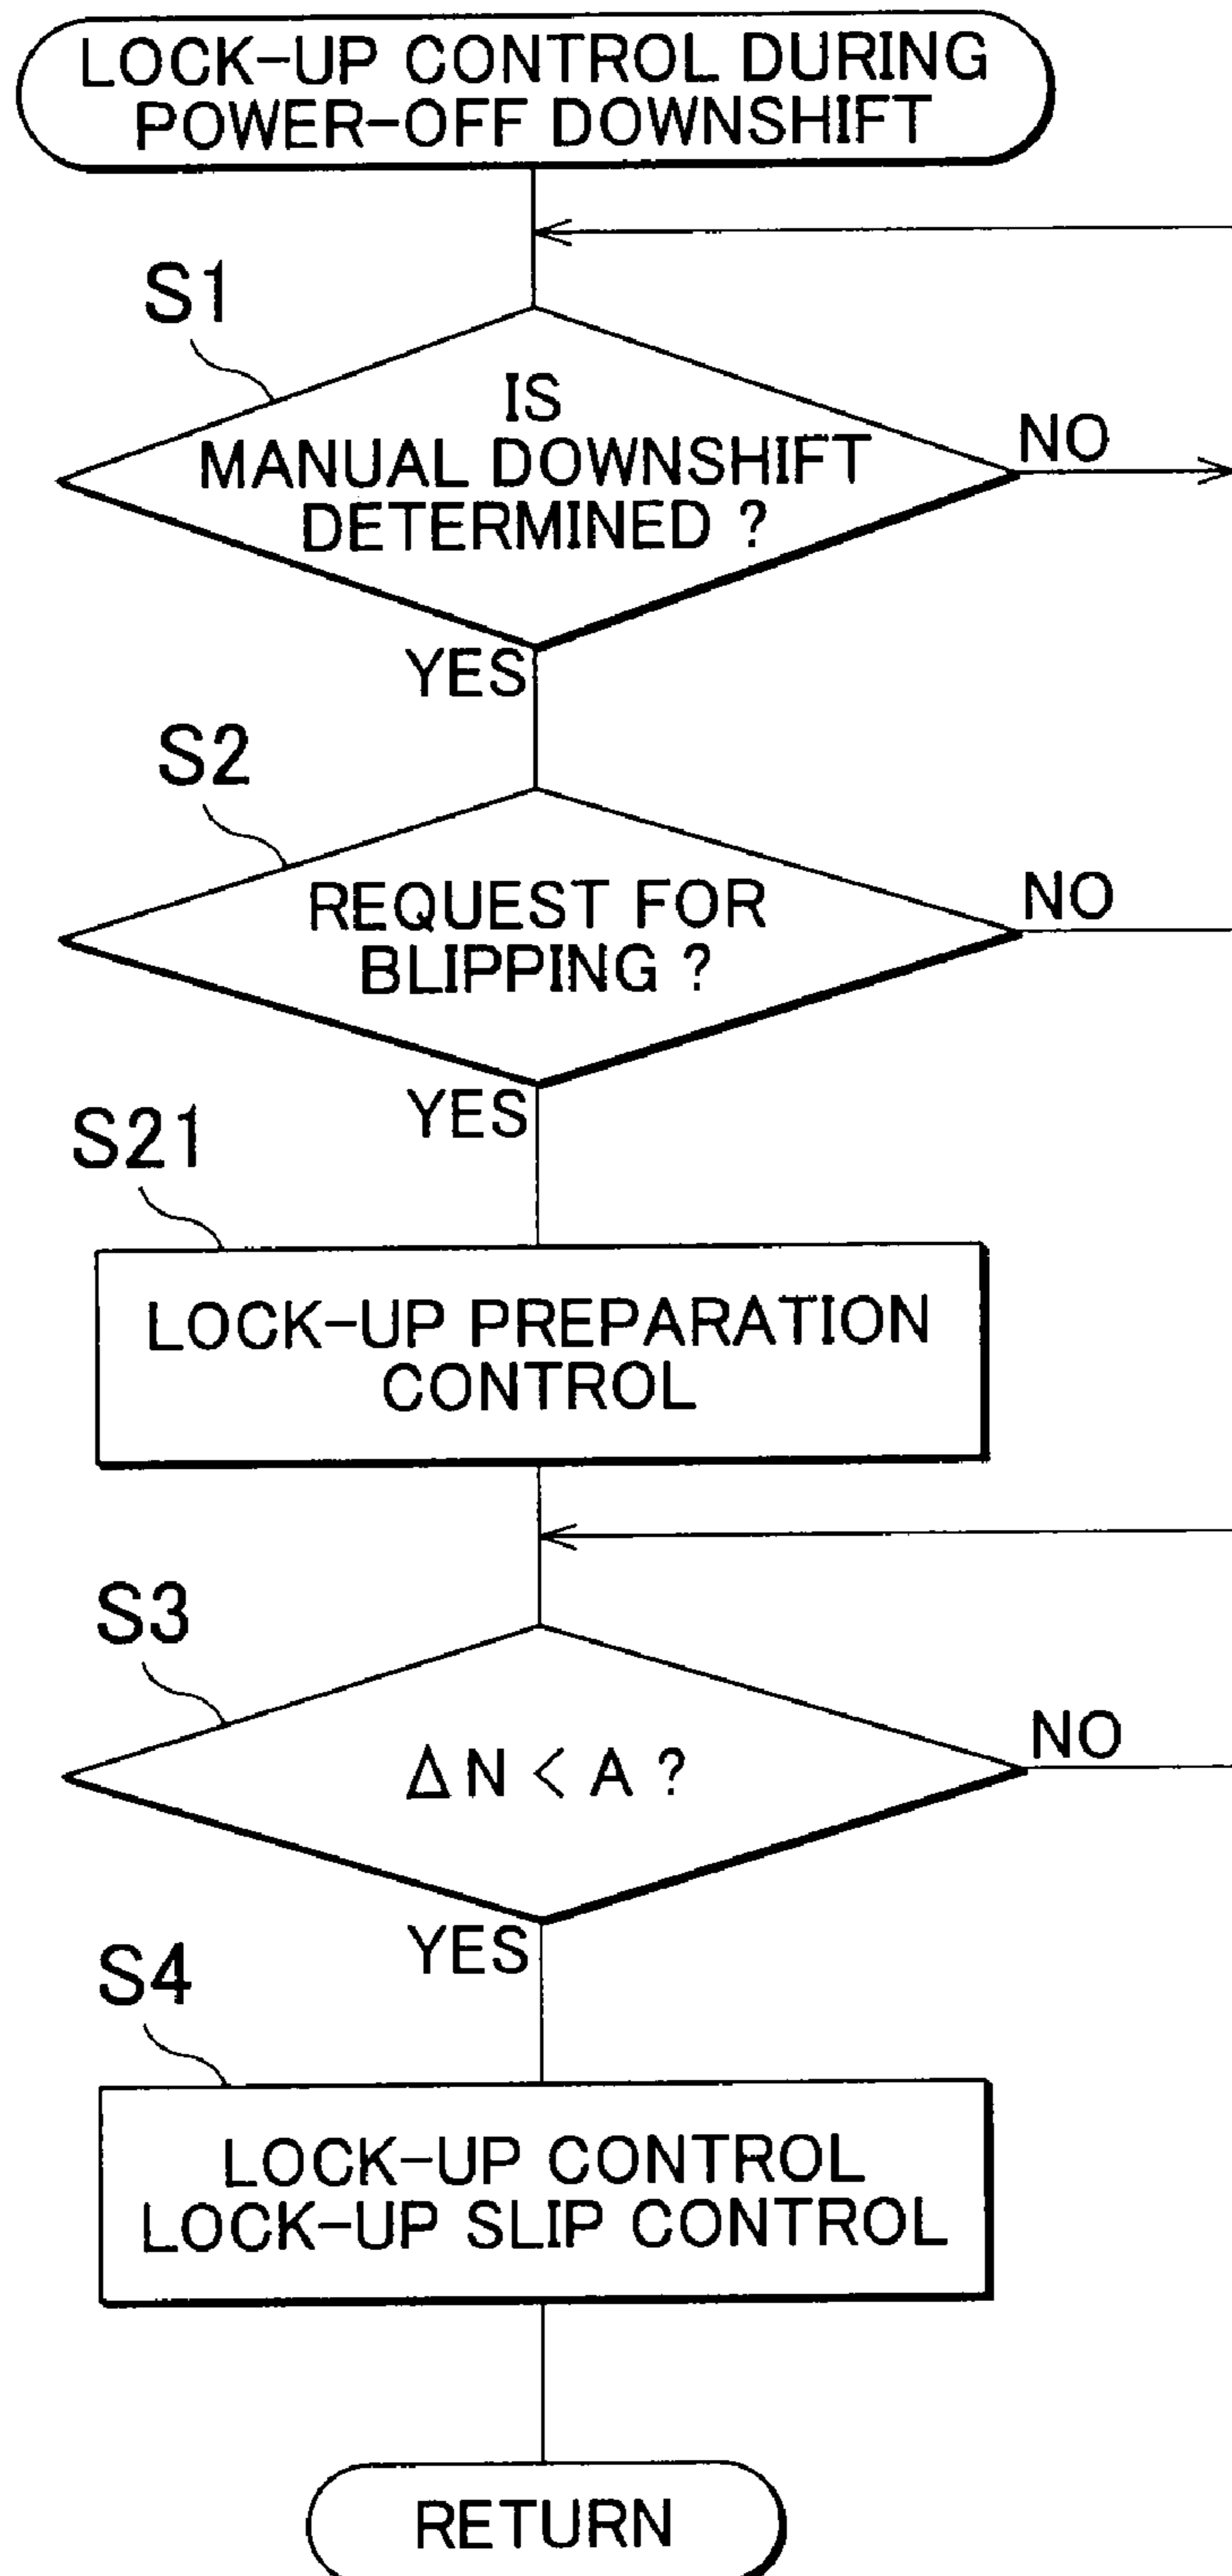 LOCK-UP CONTROL DURING
POWER-OFF DOWNSHIFT
S1
IS
MANUAL DOWNSHIFT
DETERMINED ?
NO
YES
S2
REQUEST FOR
BLIPPING ?
NO
YES
S21
LOCK-UP PREPARATION
CONTROL
S3
ΔN < A ?
NO
YES
S4
LOCK-UP CONTROL
LOCK-UP SLIP CONTROL
RETURN